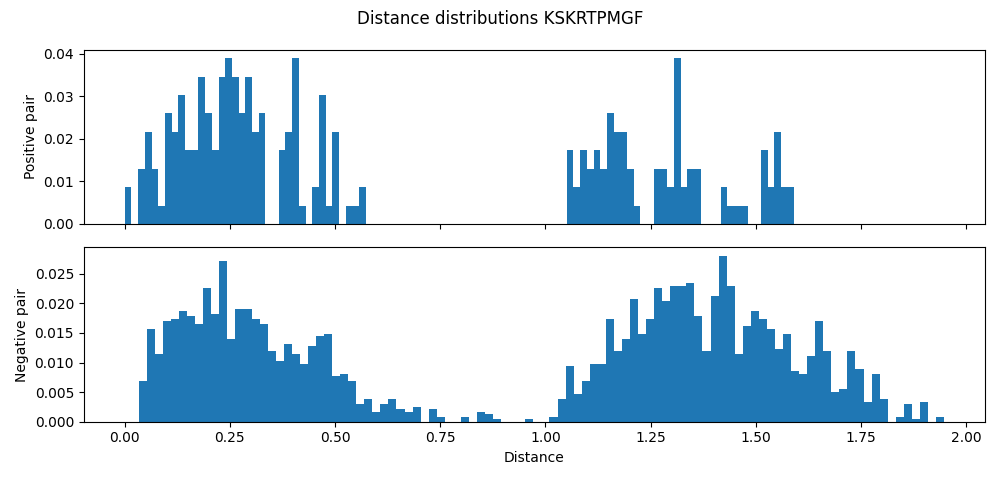 Distance distributions KSKRTPMGF
0.04
0.03
0.02
0.01
0.00
Positive pair
0.025
0.020
0.015
0.010
0.005
0.000
Negative pair
0.00 0.25 0.50 0.75 1.00 1.25 1.50 1.75 2.00
Distance